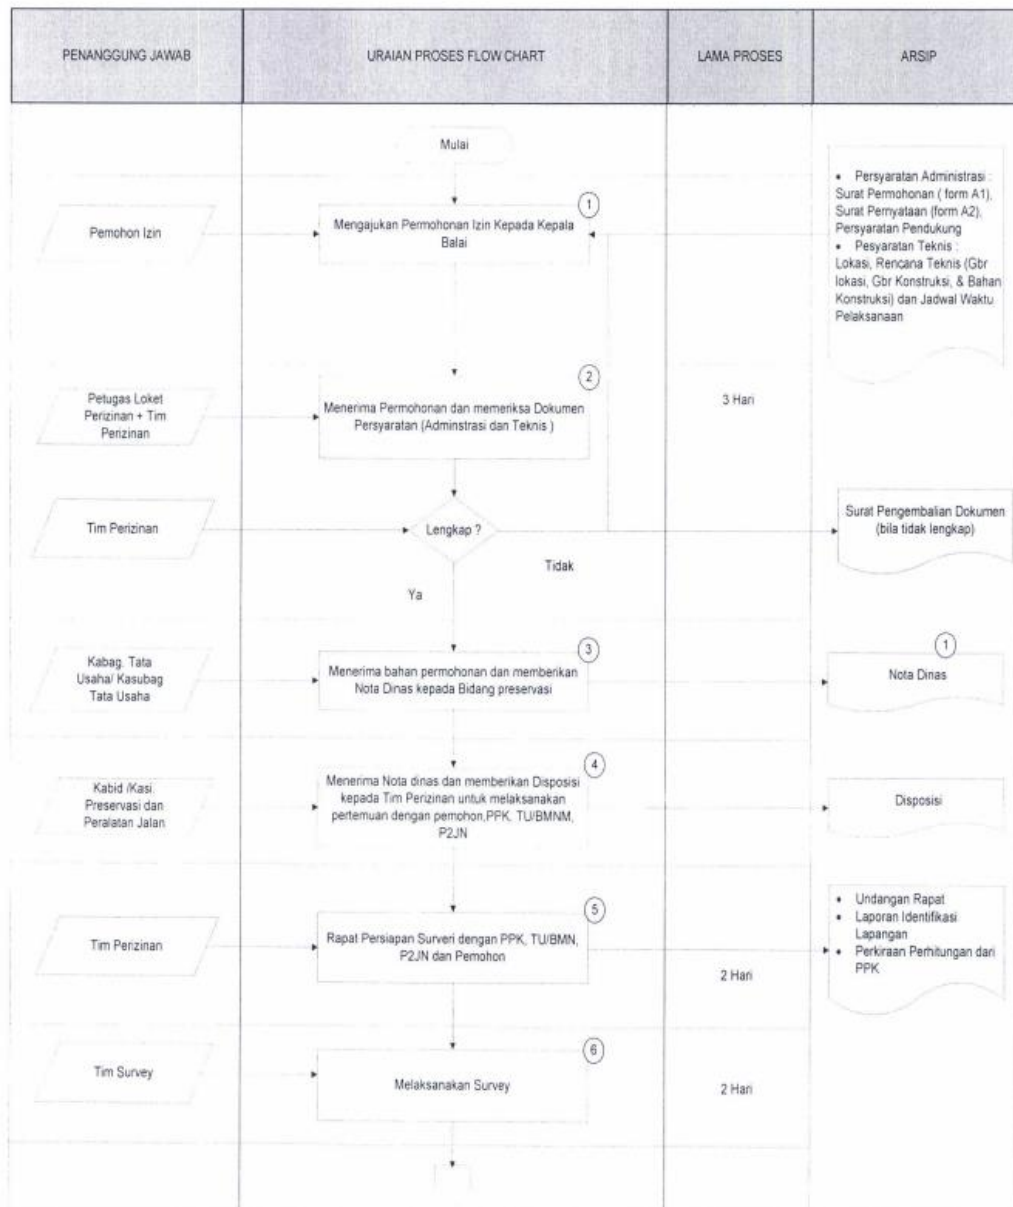 PENANGGUNG JAWAB
URAIAN PROSES FLOW CHART
LAMA PROSES
ARSIP
Mulai
Pemohon Izin
1
Mengajukan Permohonan Izin Kepada Kepala
Balai
• Persyaratan Administrasi :
Surat Permohonan ( form A1),
Surat Pernyataan (form A2),
Persyaratan Pendukung
• Pesyaratan Teknis :
Lokasi, Rencana Teknis (Gbr
lokasi, Gbr Konstruksi, & Bahan
Konstruksi) dan Jadwal Waktu
Pelaksanaan
Petugas Loket
Perizinan + Tim
Perizinan
2
Menerima Permohonan dan memeriksa Dokumen
Persyaratan (Adminstrasi dan Teknis )
3 Hari
Tim Perizinan
Lengkap ?
Tidak
Ya
Surat Pengembalian Dokumen
(bila tidak lengkap)
Kabag. Tata
Usaha/ Kasubag
Tata Usaha
3
Menerima bahan permohonan dan memberikan
Nota Dinas kepada Bidang preservasi
1
Nota Dinas
Kabid /Kasi.
Preservasi dan
Peralatan Jalan
4
Menerima Nota dinas dan memberikan Disposisi
kepada Tim Perizinan untuk melaksanakan
pertemuan dengan pemohon,PPK. TU/BMNM,
P2JN
Disposisi
Tim Perizinan
5
Rapat Persiapan Surveri dengan PPK, TU/BMN,
P2JN dan Pemohon
2 Hari
• Undangan Rapat
• Laporan Identifikasi
Lapangan
• Perkiraan Perhitungan dari
PPK
Tim Survey
6
Melaksanakan Survey
2 Hari